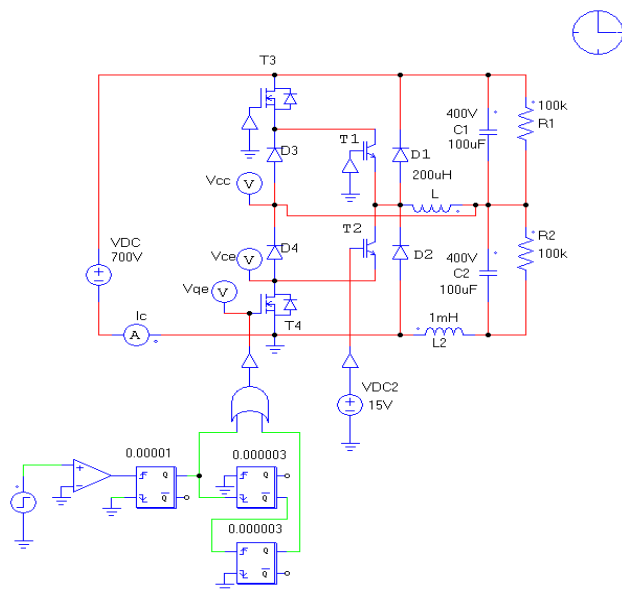 T3
400V
C1
100uF
100k
R1
D3
T1
D1
200uH
L
Vcc
V
VDC
700V
D4
T2
D2
R2
100k
Vce
V
400V
C2
100uF
Vqe
V
T4
Ic
A
1mH
L2
VDC2
15V
0.00001
0.000003
Q
Q
Q
Q
0.000003
Q
Q